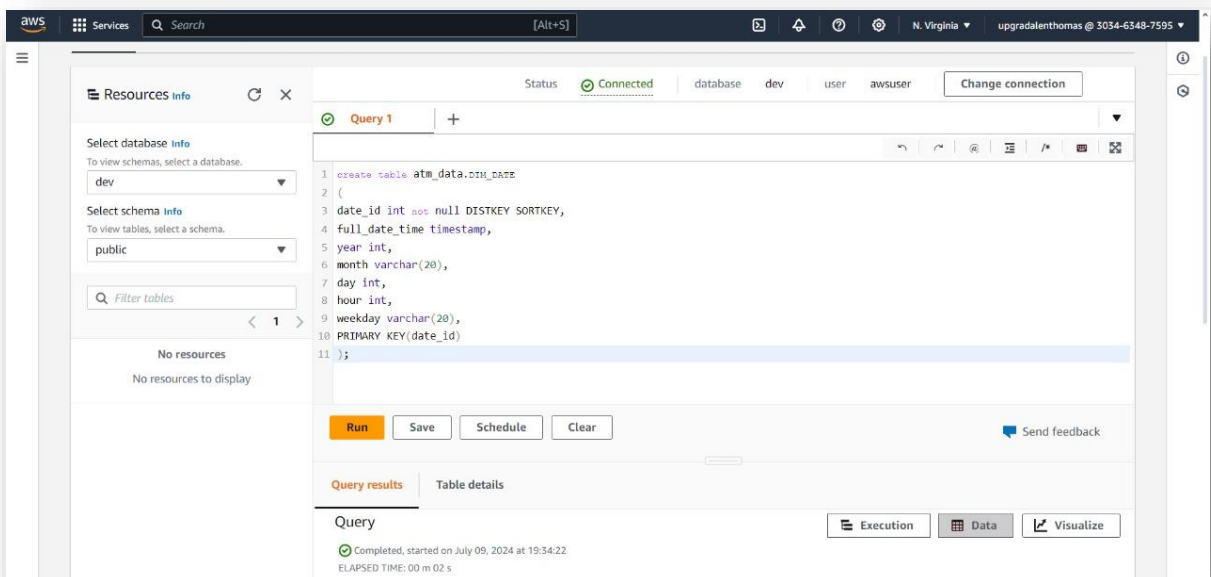 aws Services Search [Alt+S] N. Virginia upgradalenthomas @ 3034-6348-7595
Resources Info
Status Connected database dev user awsuser Change connection
Query 1 +
Select database Info
To view schemas, select a database.
dev
Select schema Info
To view tables, select a schema.
public
Filter tables
1
No resources
No resources to display
1 create table atm_data.DIM_DATE
2 (
3 date_id int not null DISTKEY SORTKEY,
4 full_date_time timestamp,
5 year int,
6 month varchar(20),
7 day int,
8 hour int,
9 weekday varchar(20),
10 PRIMARY KEY(date_id)
11 );
Run Save Schedule Clear Send feedback
Query results Table details
Query Execution Data Visualize
Completed, started on July 09, 2024 at 19:34:22
ELAPSED TIME: 00 m 02 s